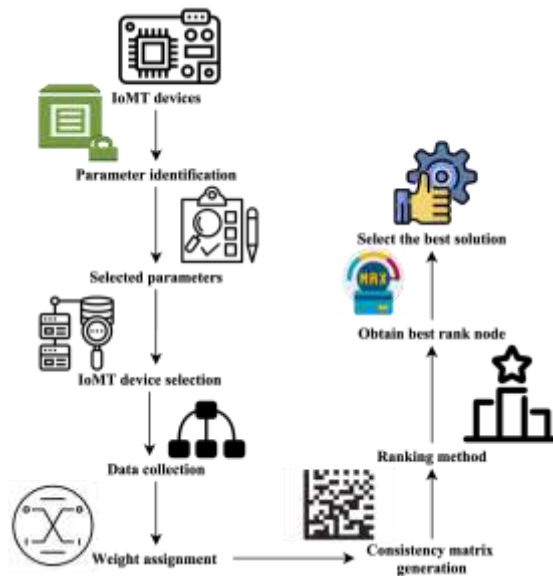 IoMT devices
Parameter identification
Selected parameters
IoMT device selection
Data collection
Weight assignment
Consistency matrix
generation
Ranking method
Obtain best rank node
MAX
Select the best solution